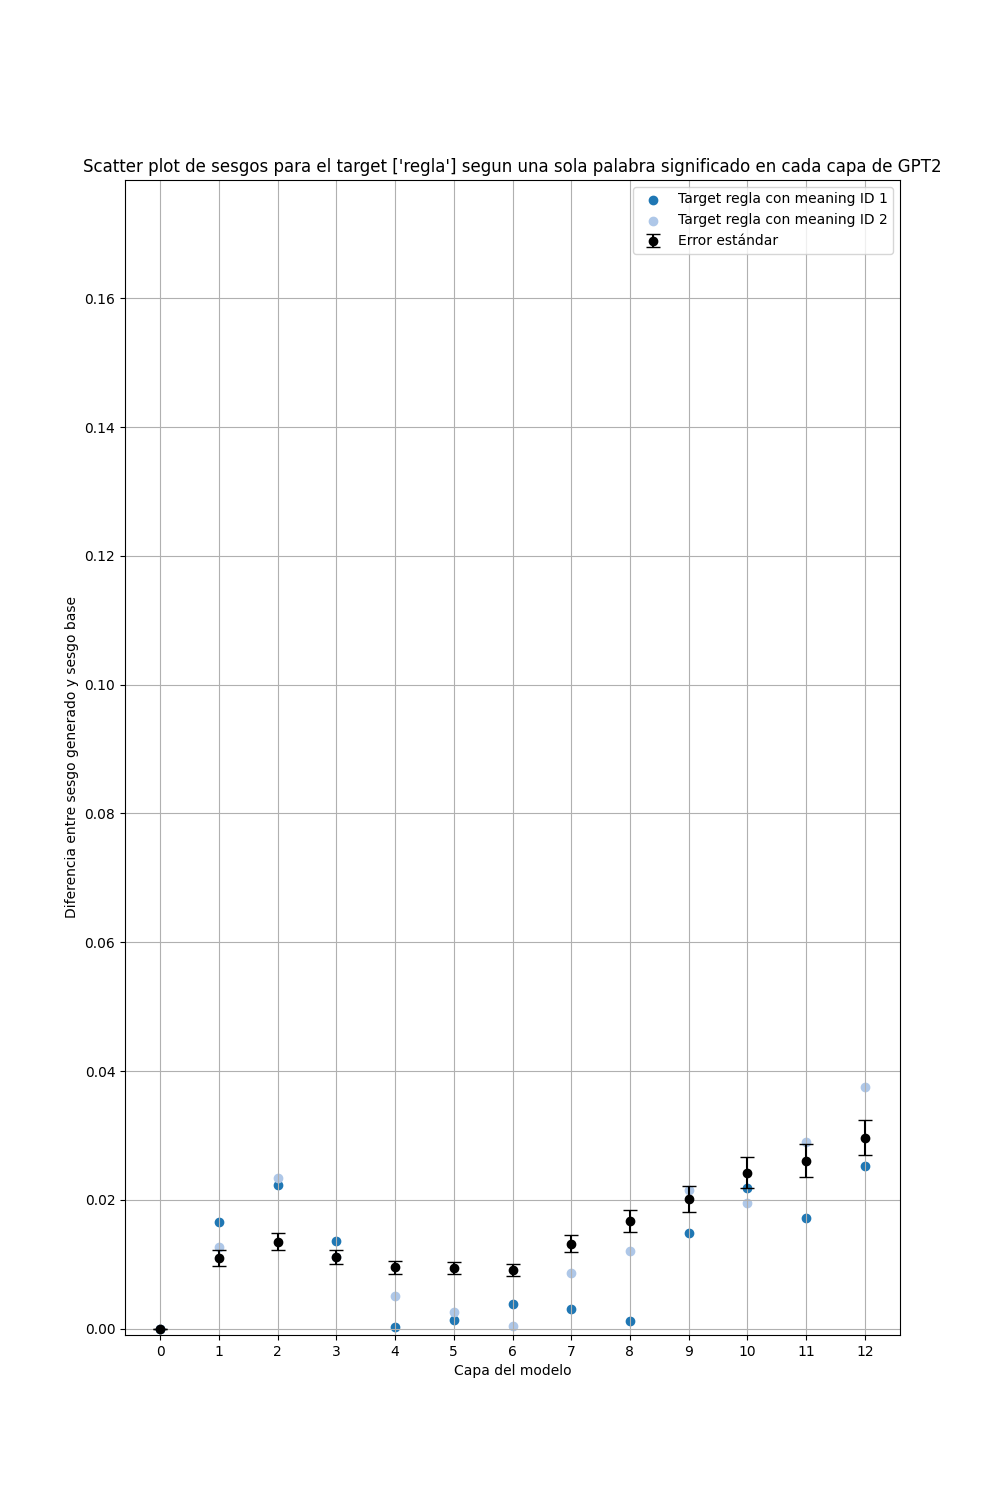 Scatter plot de sesgos para el target ['regla'] segun una sola palabra significado en cada capa de GPT2
Target regla con meaning ID 1
Target regla con meaning ID 2
Error estándar
Diferencia entre sesgo generado y sesgo base
0.16
0.14
0.12
0.10
0.08
0.06
0.04
0.02
0.00
0 1 2 3 4 5 6 7 8 9 10 11 12
Capa del modelo